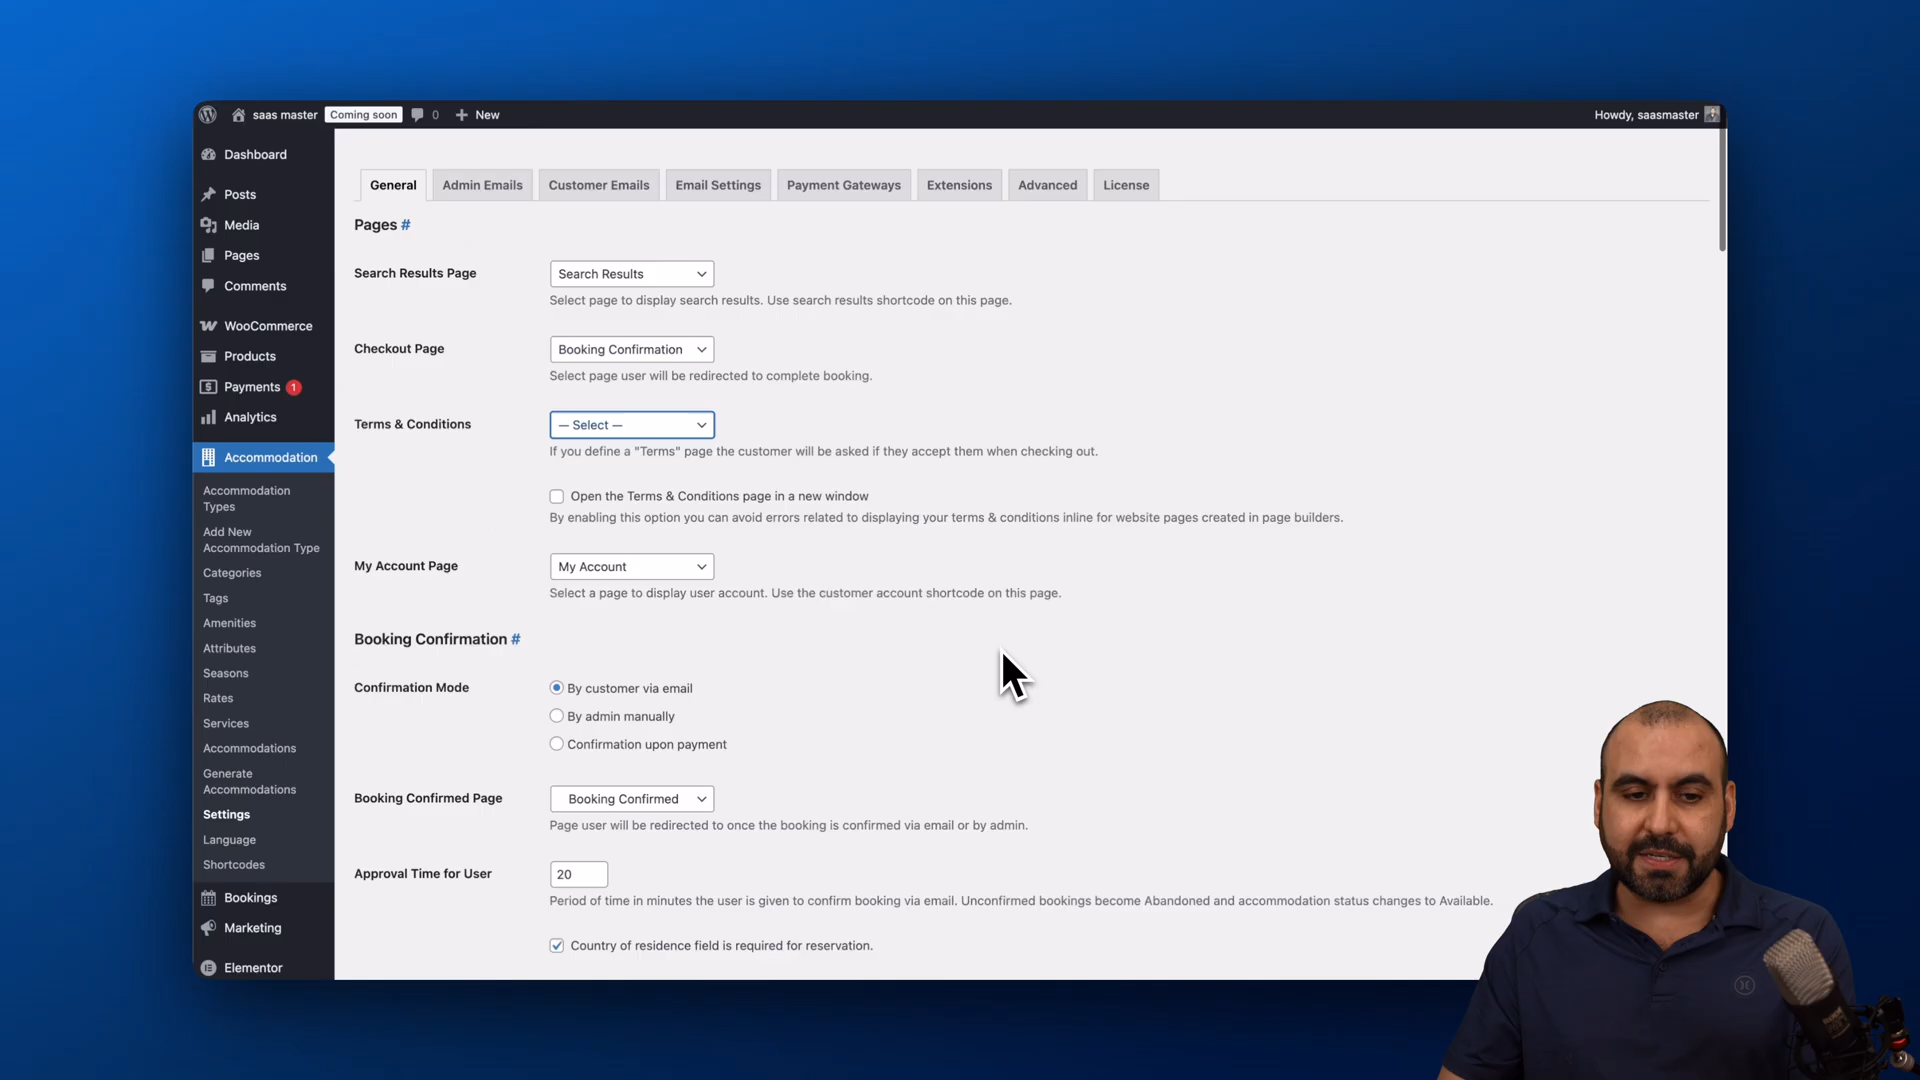 saas master Coming soon 0 New Howdy, saasmaster
Dashboard
Posts
Media
Pages
Comments
WooCommerce
Products
Payments 1
Analytics
Accommodation
Accommodation
Types
Add New
Accommodation Type
Categories
Tags
Amenities
Attributes
Seasons
Rates
Services
Accommodations
Generate
Accommodations
Settings
Language
Shortcodes
Bookings
Marketing
Elementor
General Admin Emails Customer Emails Email Settings Payment Gateways Extensions Advanced License
Pages #
Search Results Page Search Results
Select page to display search results. Use search results shortcode on this page.
Checkout Page Booking Confirmation
Select page user will be redirected to complete booking.
Terms & Conditions — Select —
If you define a "Terms" page the customer will be asked if they accept them when checking out.
Open the Terms & Conditions page in a new window
By enabling this option you can avoid errors related to displaying your terms & conditions inline for website pages created in page builders.
My Account Page My Account
Select a page to display user account. Use the customer account shortcode on this page.
Booking Confirmation #
Confirmation Mode By customer via email
By admin manually
Confirmation upon payment
Booking Confirmed Page Booking Confirmed
Page user will be redirected to once the booking is confirmed via email or by admin.
Approval Time for User 20
Period of time in minutes the user is given to confirm booking via email. Unconfirmed bookings become Abandoned and accommodation status changes to Available.
Country of residence field is required for reservation.